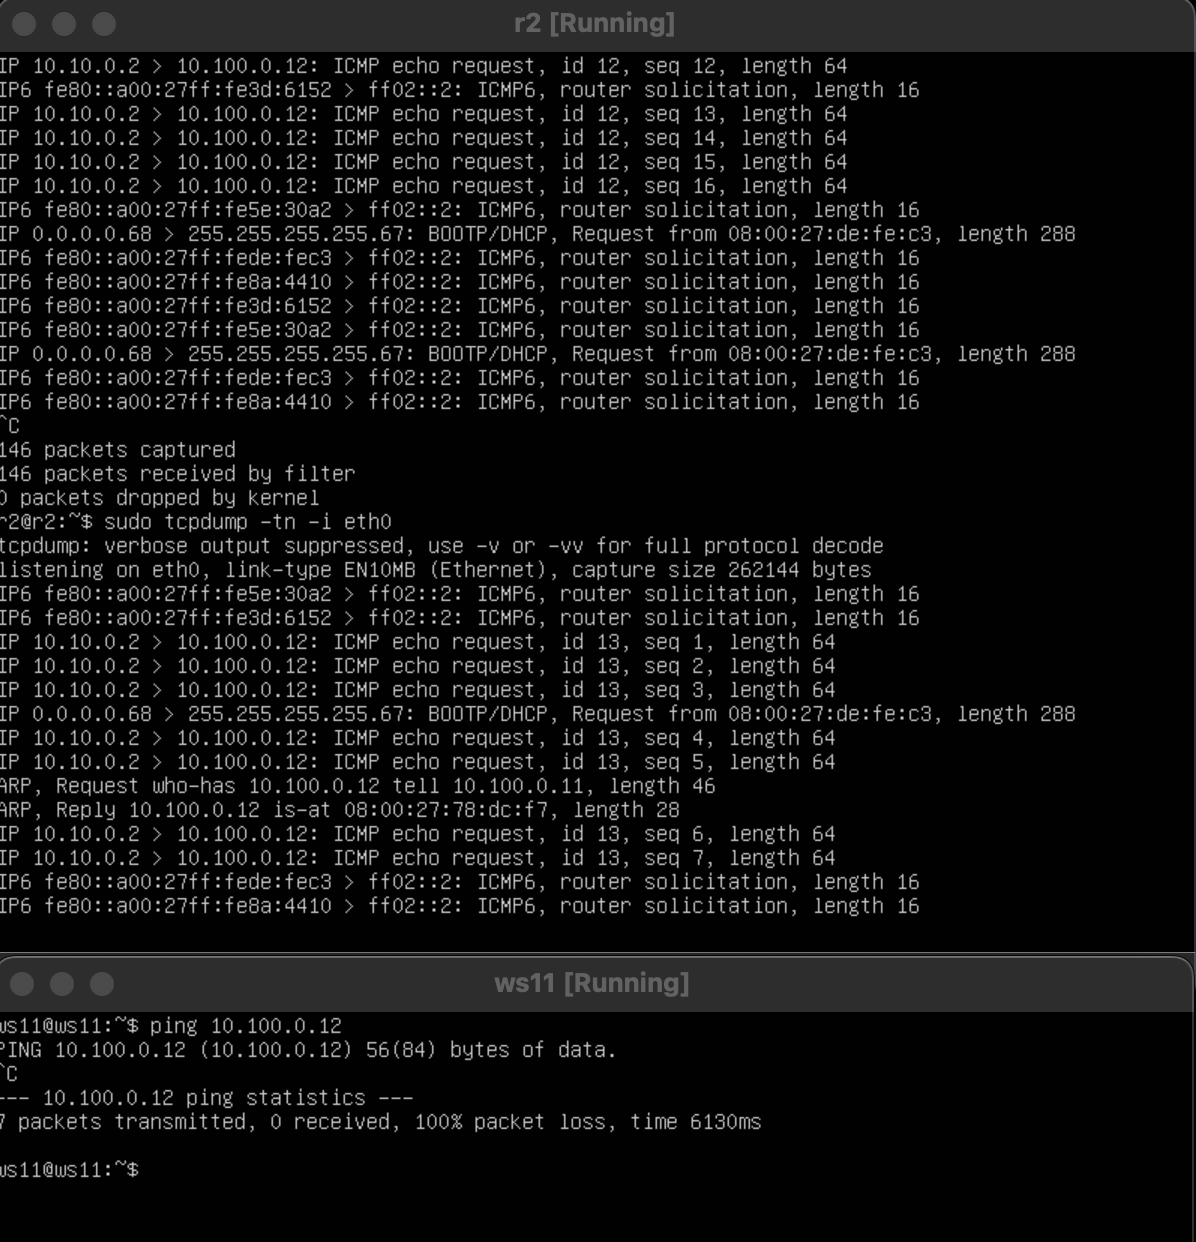 r2 [Running]
IP 10.10.0.2 > 10.100.0.12: ICMP echo request, id 12, seq 12, length 64
IP6 fe80::a00:27ff:fe3d:6152 > ff02::2: ICMP6, router solicitation, length 16
IP 10.10.0.2 > 10.100.0.12: ICMP echo request, id 12, seq 13, length 64
IP 10.10.0.2 > 10.100.0.12: ICMP echo request, id 12, seq 14, length 64
IP 10.10.0.2 > 10.100.0.12: ICMP echo request, id 12, seq 15, length 64
IP 10.10.0.2 > 10.100.0.12: ICMP echo request, id 12, seq 16, length 64
IP6 fe80::a00:27ff:fe5e:30a2 > ff02::2: ICMP6, router solicitation, length 16
IP 0.0.0.0.68 > 255.255.255.255.67: BOOTP/DHCP, Request from 08:00:27:de:fe:c3, length 288
IP6 fe80::a00:27ff:fede:fec3 > ff02::2: ICMP6, router solicitation, length 16
IP6 fe80::a00:27ff:fe8a:4410 > ff02::2: ICMP6, router solicitation, length 16
IP6 fe80::a00:27ff:fe3d:6152 > ff02::2: ICMP6, router solicitation, length 16
IP6 fe80::a00:27ff:fe5e:30a2 > ff02::2: ICMP6, router solicitation, length 16
IP 0.0.0.0.68 > 255.255.255.255.67: BOOTP/DHCP, Request from 08:00:27:de:fe:c3, length 288
IP6 fe80::a00:27ff:fede:fec3 > ff02::2: ICMP6, router solicitation, length 16
IP6 fe80::a00:27ff:fe8a:4410 > ff02::2: ICMP6, router solicitation, length 16
^C
146 packets captured
146 packets received by filter
0 packets dropped by kernel
r2@r2:~$ sudo tcpdump -tn -i eth0
tcpdump: verbose output suppressed, use -v or -vv for full protocol decode
listening on eth0, link-type EN10MB (Ethernet), capture size 262144 bytes
IP6 fe80::a00:27ff:fe5e:30a2 > ff02::2: ICMP6, router solicitation, length 16
IP6 fe80::a00:27ff:fe3d:6152 > ff02::2: ICMP6, router solicitation, length 16
IP 10.10.0.2 > 10.100.0.12: ICMP echo request, id 13, seq 1, length 64
IP 10.10.0.2 > 10.100.0.12: ICMP echo request, id 13, seq 2, length 64
IP 10.10.0.2 > 10.100.0.12: ICMP echo request, id 13, seq 3, length 64
IP 0.0.0.0.68 > 255.255.255.255.67: BOOTP/DHCP, Request from 08:00:27:de:fe:c3, length 288
IP 10.10.0.2 > 10.100.0.12: ICMP echo request, id 13, seq 4, length 64
IP 10.10.0.2 > 10.100.0.12: ICMP echo request, id 13, seq 5, length 64
ARP, Request who-has 10.100.0.12 tell 10.100.0.11, length 46
ARP, Reply 10.100.0.12 is-at 08:00:27:78:dc:f7, length 28
IP 10.10.0.2 > 10.100.0.12: ICMP echo request, id 13, seq 6, length 64
IP 10.10.0.2 > 10.100.0.12: ICMP echo request, id 13, seq 7, length 64
IP6 fe80::a00:27ff:fede:fec3 > ff02::2: ICMP6, router solicitation, length 16
IP6 fe80::a00:27ff:fe8a:4410 > ff02::2: ICMP6, router solicitation, length 16
ws11 [Running]
ws11@ws11:~$ ping 10.100.0.12
PING 10.100.0.12 (10.100.0.12) 56(84) bytes of data.
^C
--- 10.100.0.12 ping statistics ---
7 packets transmitted, 0 received, 100% packet loss, time 6130ms
ws11@ws11:~$